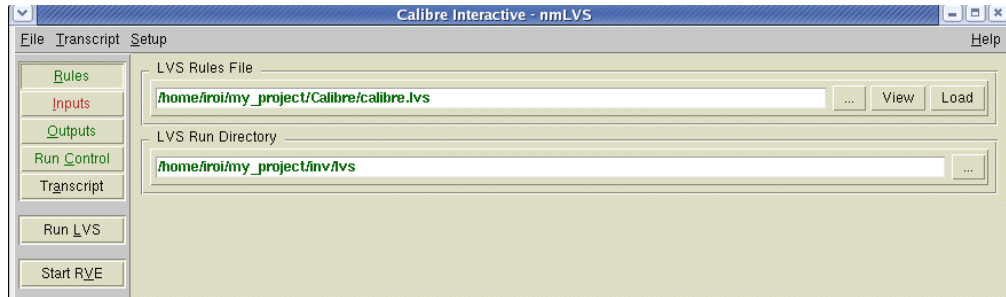 Calibre Interactive - nmLVS
File Transcript Setup Help
Rules
Inputs
Outputs
Run Control
Transcript
Run LVS
Start RVE
LVS Rules File
/home/iroi/my_project/Calibre/calibre.lvs ... View Load
LVS Run Directory
/home/iroi/my_project/inv/lvs ...